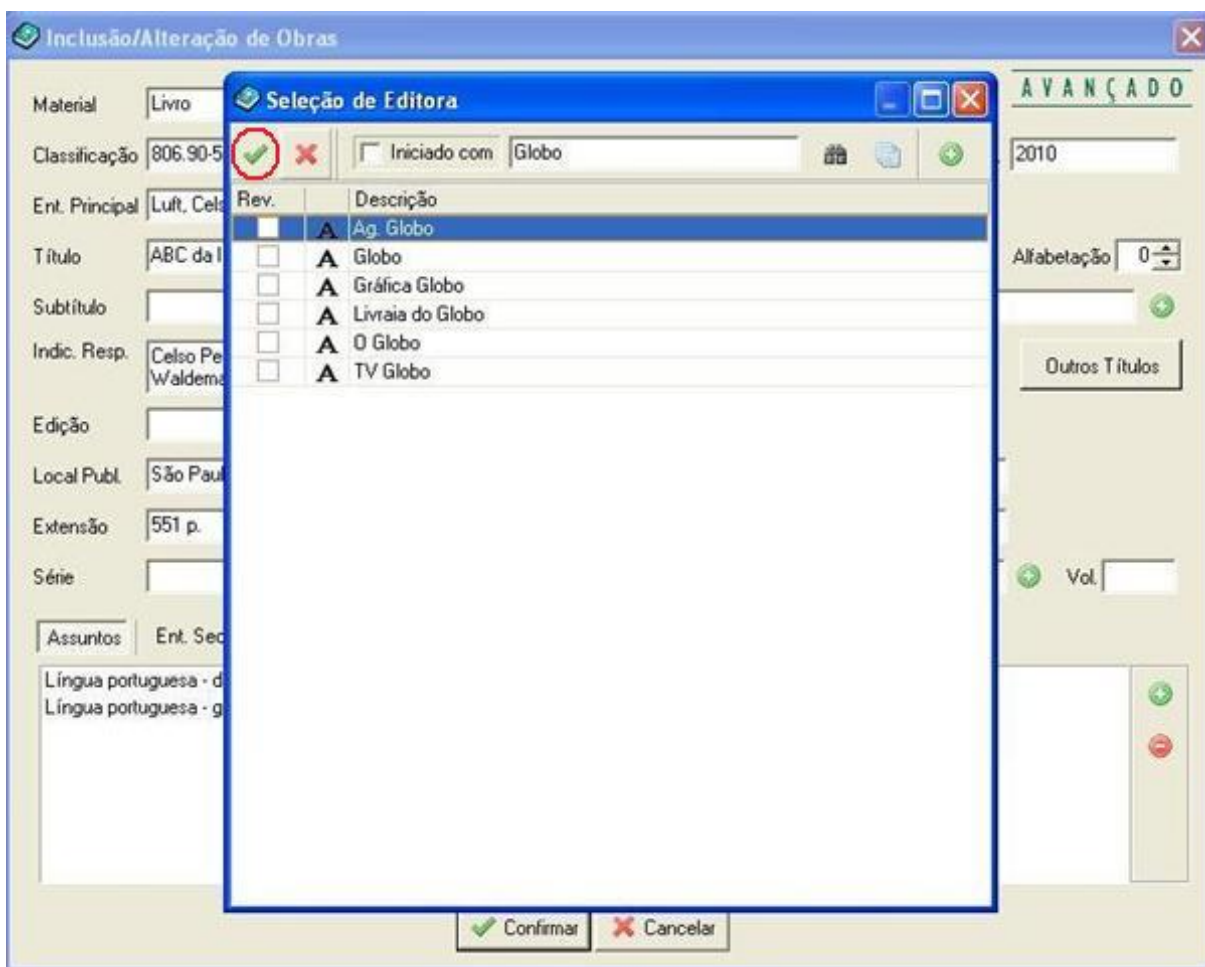 Inclusão/Alteração de Obras
AVANÇADO
Material Livro
Classificação 806.90-5
2010
Ent. Principal Luft, Cels
Título ABC da l
Alfabetação 0
Subtítulo
Indic. Resp. Celso Pe
Waldema
Outros Títulos
Edição
Local Publ. São Paul
Extensão 551 p.
Série
Vol.
Assuntos Ent. Sec
Língua portuguesa - d
Língua portuguesa - g
Seleção de Editora
Iniciado com Globo
Rev. Descrição
A Ag. Globo
A Globo
A Gráfica Globo
A Livraia do Globo
A O Globo
A TV Globo
Confirmar Cancelar